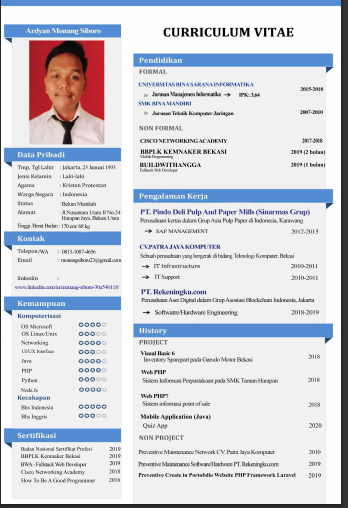 Ardyan Monang Siboro
Data Pribadi
Tmp, Tgl Lahir : Jakarta, 23 Januari 1993
Jenis Kelamin : Laki-laki
Agama : Kristen Protestan
Warga Negara : Indonesia
Status : Belum Menikah
Alamat : Jl.Nusantara Utara II No.24
Harapan Jaya, Bekasi Utara
Tinggi /Berat Badan : 170 cm/ 68 kg
Kontak
Telepon/WA : 0813-1087-4656
Email :
linkedin :
Kemampuan
Komputerisasi
OS Microsoft
OS Linux/Unix
Networking
UI/UX Interface
Java
PHP
Python
Node.Js
Kecakapan
Bhs Indonesia
Bhs Inggris
Sertifikasi
Badan Nasional Sertifikat Profesi 2019
BBPLK Kemnaker Bekasi 2019
BWA - Fullstack Web Developer 2019
Cisco Networking Academy 2018
How To Be A Good Programmer 2016
CURRICULUM VITAE
Pendidikan
FORMAL
UNIVERSITAS BINA SARANA INFORMATIKA 2015-2018
» Jurusan Manajemen Informatika → IPK: 3,64
SMK BINA MANDIRI
» Jurusan Teknik Komputer Jaringan 2007-2010
NON FORMAL
CISCO NETWORKING ACADEMY 2017-2018
BBPLK KEMNAKER BEKASI 2019 (2 bulan)
Mobile Programming
BUILDWITHANGGA 2019 (1 bulan)
Fullstack Web Developer
Pengalaman Kerja
PT. Pindo Deli Pulp And Paper Mills (Sinarmas Grup)
Perusahaan kertas dalam Grup Asia Pulp Paper di Indonesia, Karawang
→ SAP MANAGEMENT 2012-2015
CV.PATRA JAYA KOMPUTER
Sebuah perusahaan yang bergerak di bidang Teknologi Komputer, Bekasi
→ IT Infrastructure 2010-2011
→ IT Support 2010-2011
PT. Rekeningku.com
Perusahaan Aset Digital dalam Grup Asosiasi Blockchain Indonesia, Jakarta
→ Software/Hardware Engineering 2018-2019
History
PROJECT
Visual Basic 6
Inventory Sparepart pada Garudo Motor Bekasi 2018
Web PHP
Sistem Informasi Perpustakaan pada SMK Taman Harapan 2018
Web PHP7
Sistem informasi point of sale 2018
Mobile Application (Java)
Quiz App 2020
NON PROJECT
Preventive Maintenance Network CV. Patra Jaya Komputer 2010
Preventive Maintenance Software/Hardware PT. Rekeningku.com 2019
Preventive Create in Portofolio Website PHP Framework Laravel 2019